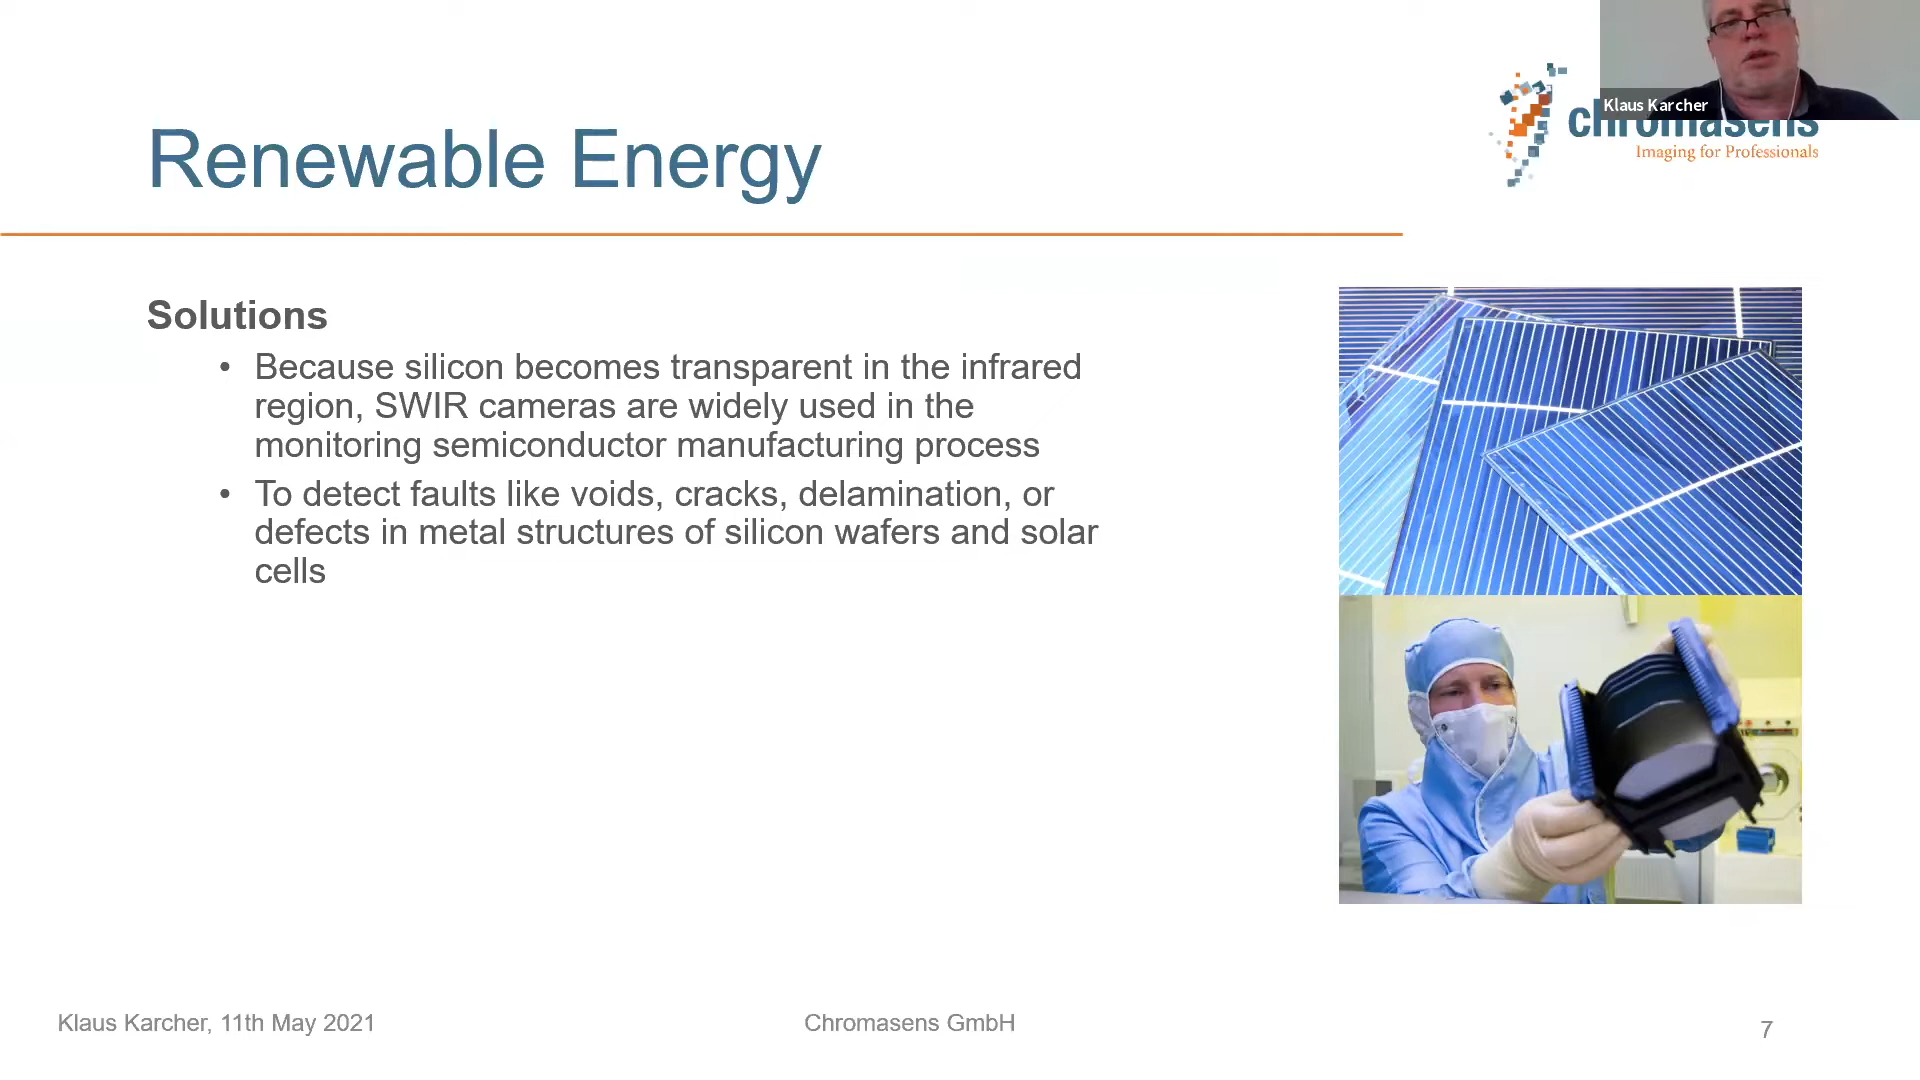 Klaus Karcher
chromasens
Imaging for Professionals
Renewable Energy
Solutions
• Because silicon becomes transparent in the infrared
region, SWIR cameras are widely used in the
monitoring semiconductor manufacturing process
• To detect faults like voids, cracks, delamination, or
defects in metal structures of silicon wafers and solar
cells
Klaus Karcher, 11th May 2021
Chromasens GmbH
7